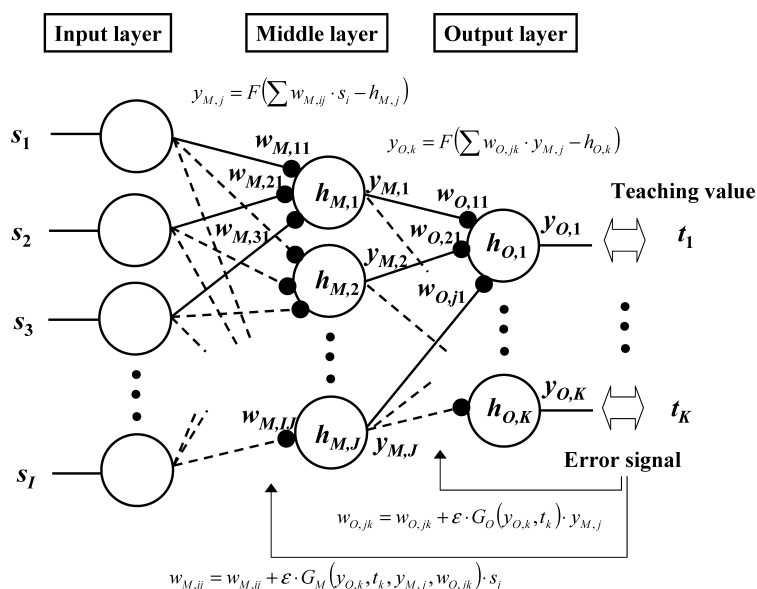 Input layer Middle layer Output layer
y_{M,j} = F(∑ w_{M,ij} · s_i − h_{M,j})
y_{O,k} = F(∑ w_{O,jk} · y_{M,j} − h_{O,k})
s_1
w_{M,11}
w_{M,21}
w_{M,31}
h_{M,1}
y_{M,1}
w_{O,11}
Teaching value
s_2
w_{O,21}
h_{O,1}
y_{O,1}
t_1
h_{M,2}
y_{M,2}
w_{O,j1}
s_3
w_{M,IJ}
h_{M,J}
y_{M,J}
h_{O,K}
y_{O,K}
t_K
s_I
Error signal
w_{O,jk} = w_{O,jk} + ε · G_O(y_{O,k}, t_k) · y_{M,j}
w_{M,ij} = w_{M,ij} + ε · G_M(y_{O,k}, t_k, y_{M,j}, w_{O,jk}) · s_i